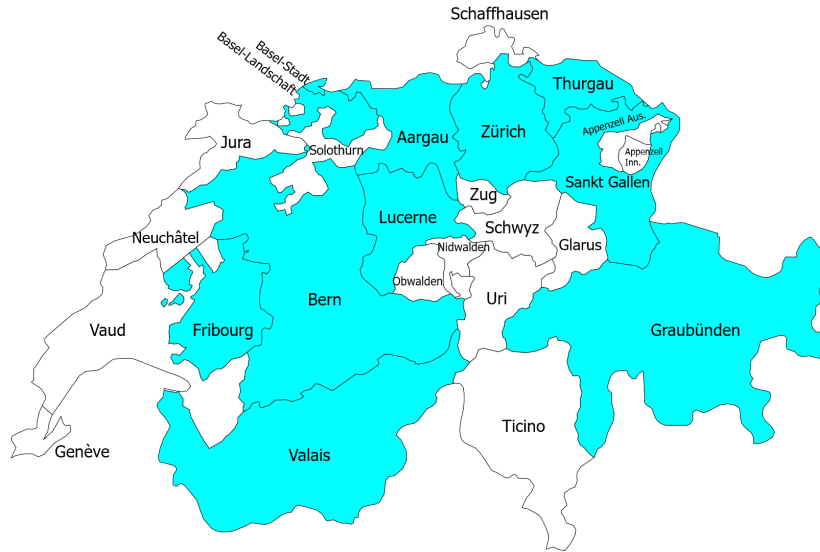 Schaffhausen
Basel-Stadt
Basel-Landschaft
Thurgau
Appenzell Aus.
Aargau
Zürich
Jura
Solothurn
Appenzell
Inn.
Sankt Gallen
Zug
Lucerne
Schwyz
Neuchâtel
Nidwalden
Glarus
Obwalden
Bern
Uri
Vaud
Fribourg
Graubünden
Ticino
Genève
Valais